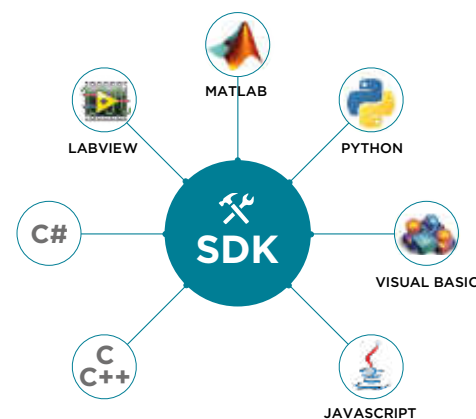 MATLAB
LABVIEW
PYTHON
C#
SDK
VISUAL BASIC
C
C++
JAVASCRIPT